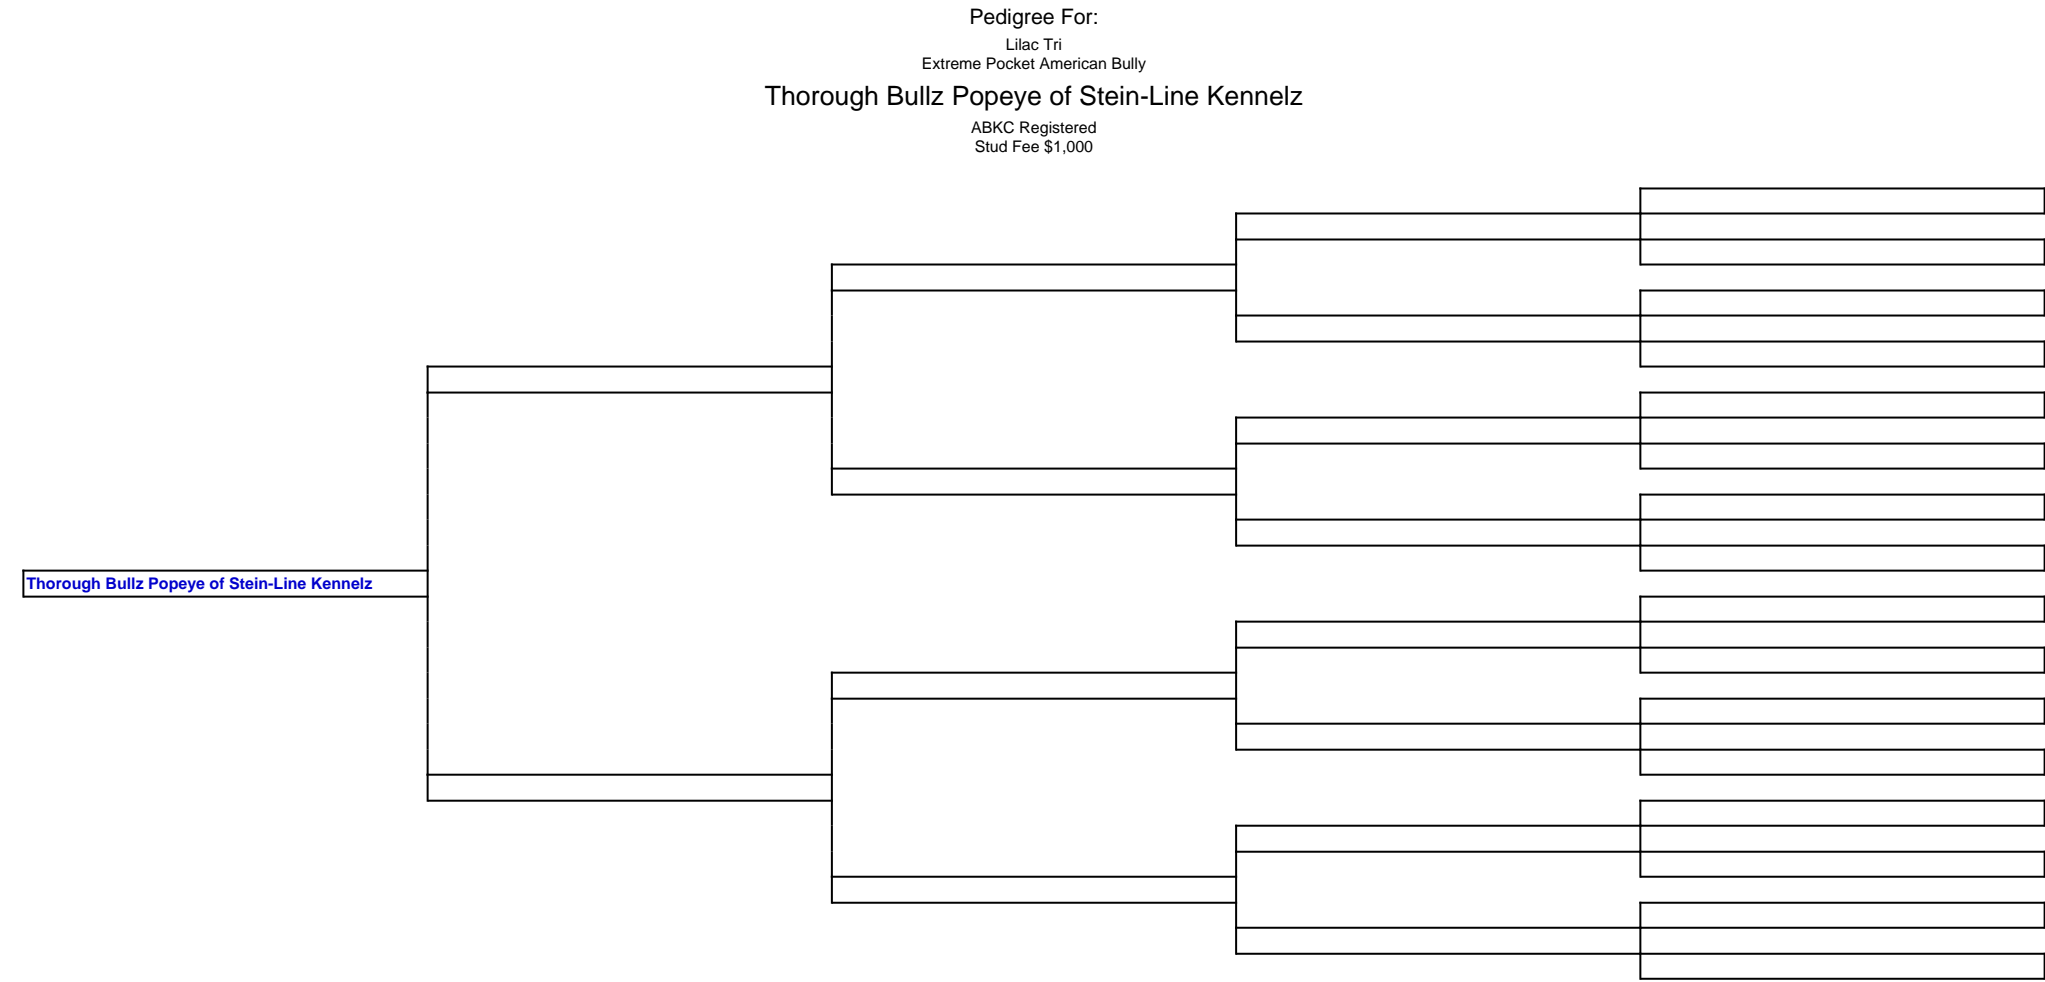 Pedigree For:
Lilac Tri
Extreme Pocket American Bully
Thorough Bullz Popeye of Stein-Line Kennelz
ABKC Registered
Stud Fee $1,000
Thorough Bullz Popeye of Stein-Line Kennelz